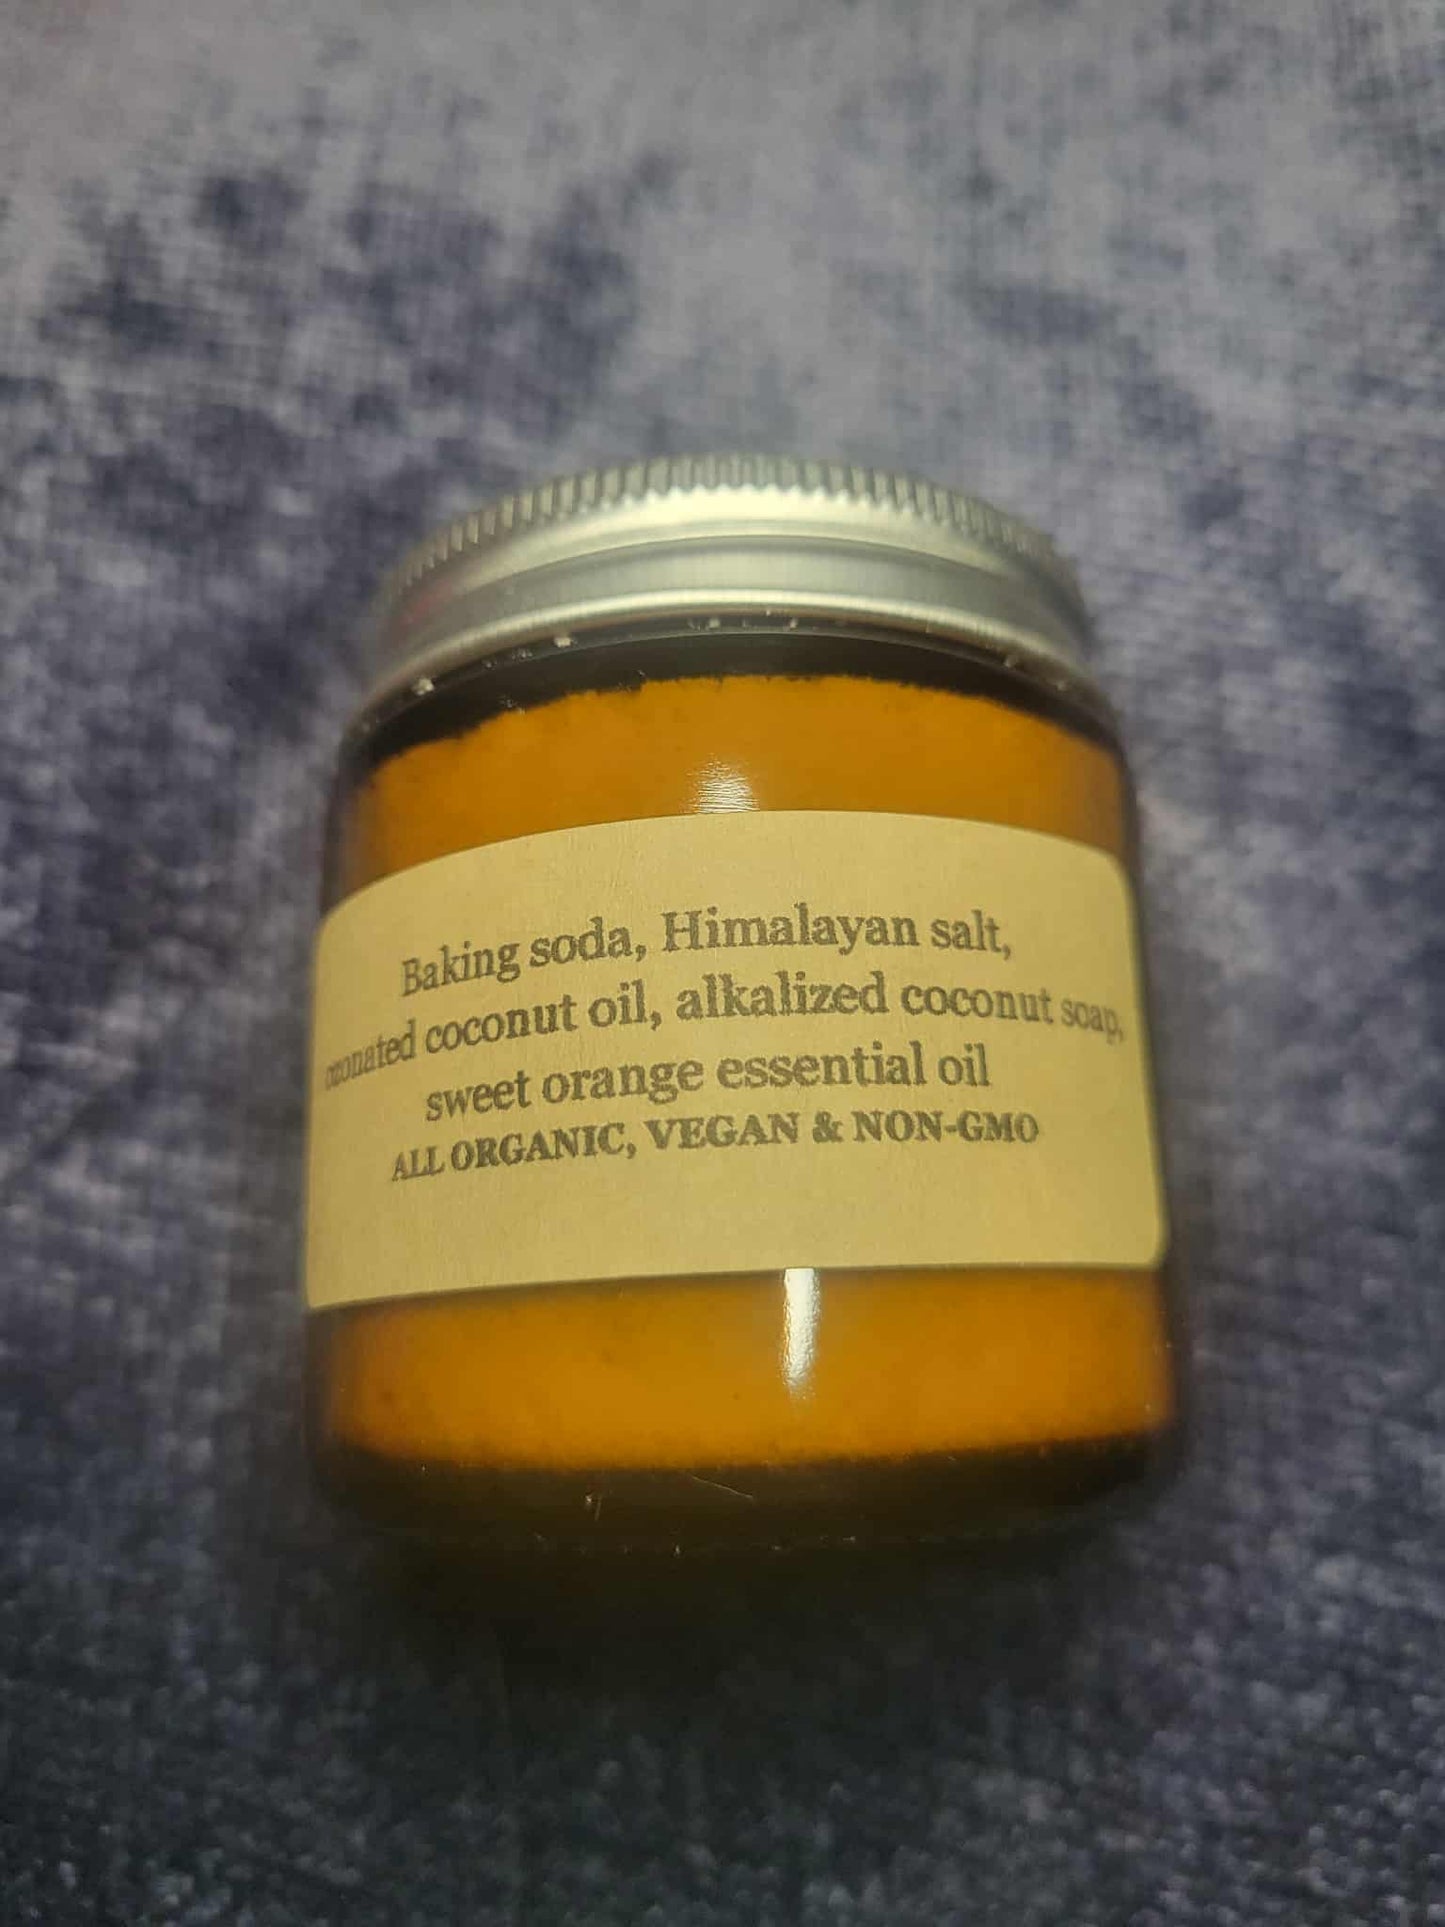 Baking soda, Himalayan salt,
ozonated coconut oil, alkalized coconut soap,
sweet orange essential oil
ALL ORGANIC, VEGAN & NON-GMO